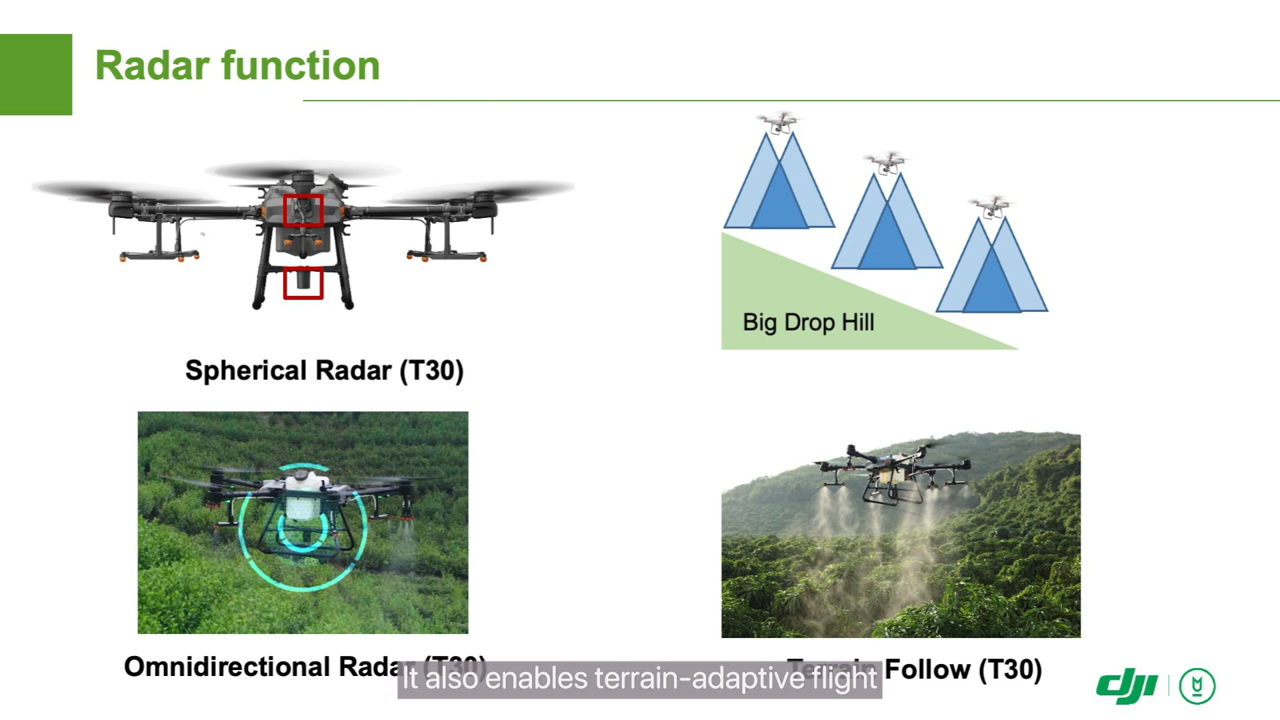 Radar function
Big Drop Hill
Spherical Radar (T30)
Omnidirectional Radar (T30)
Terrain Follow (T30)
It also enables terrain-adaptive flight
dji